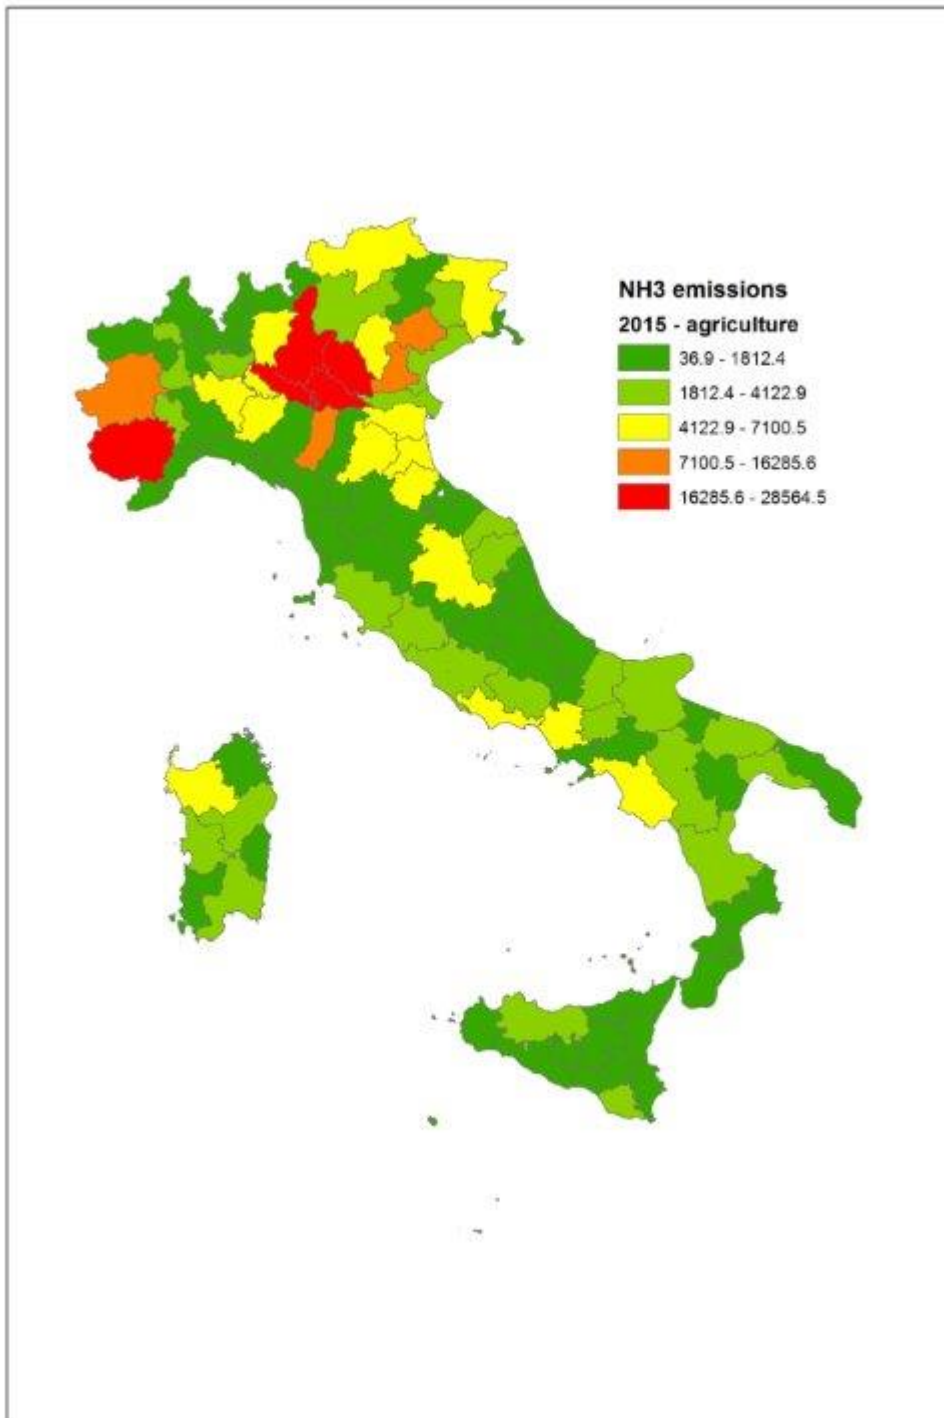 NH3 emissions
2015 - agriculture
36.9 - 1812.4
1812.4 - 4122.9
4122.9 - 7100.5
7100.5 - 16285.6
16285.6 - 28564.5